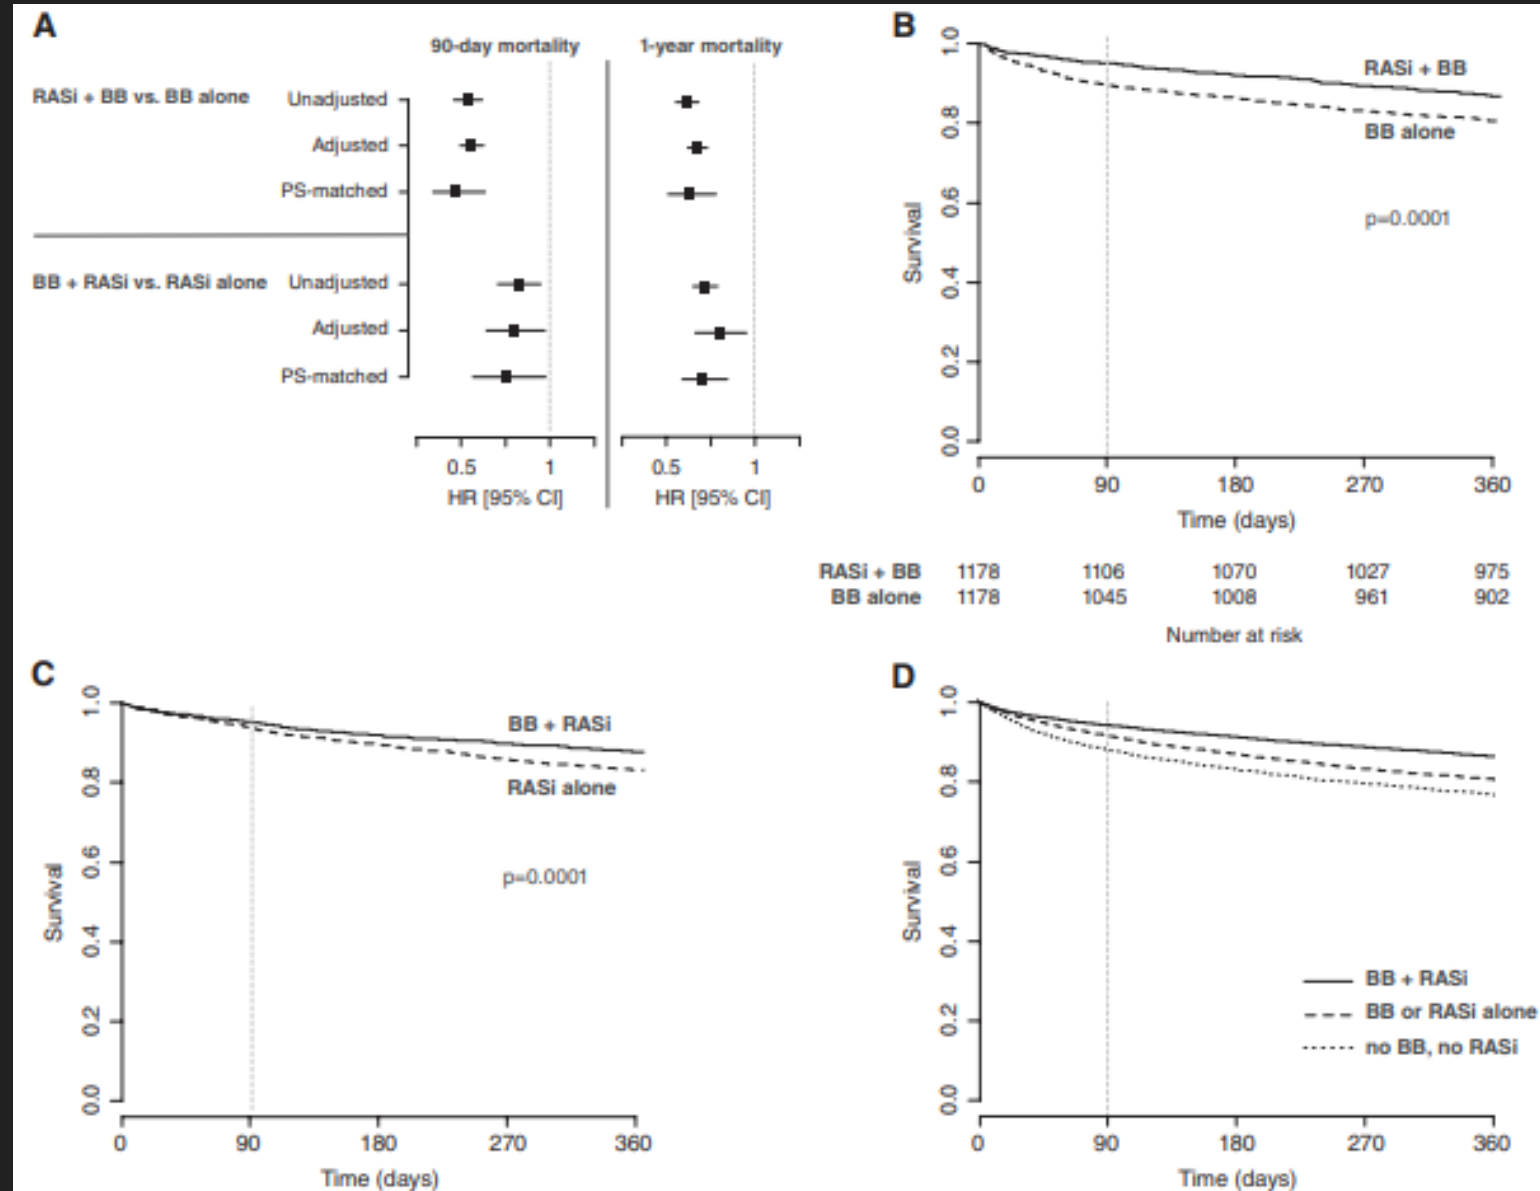 A
90-day mortality 1-year mortality
RASi + BB vs. BB alone Unadjusted
Adjusted
PS-matched
BB + RASi vs. RASi alone Unadjusted
Adjusted
PS-matched
0.5 1 0.5 1
HR [95% CI] HR [95% CI]
B
1.0
0.8
0.6
0.4
0.2
0.0
Survival
RASi + BB
BB alone
p=0.0001
0 90 180 270 360
Time (days)
RASi + BB 1178 1106 1070 1027 975
BB alone 1178 1045 1008 961 902
Number at risk
C
1.0
0.8
0.6
0.4
0.2
0.0
Survival
BB + RASi
RASi alone
p=0.0001
0 90 180 270 360
Time (days)
D
1.0
0.8
0.6
0.4
0.2
0.0
Survival
BB + RASi
BB or RASi alone
no BB, no RASi
0 90 180 270 360
Time (days)